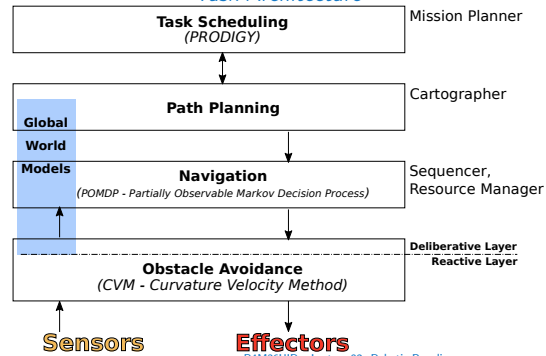 Task Scheduling
(PRODIGY)
Mission Planner
Path Planning
Cartographer
Global
World
Models
Navigation
(POMDP - Partially Observable Markov Decision Process)
Sequencer,
Resource Manager
Deliberative Layer
Reactive Layer
Obstacle Avoidance
(CVM - Curvature Velocity Method)
Sensors
Effectors